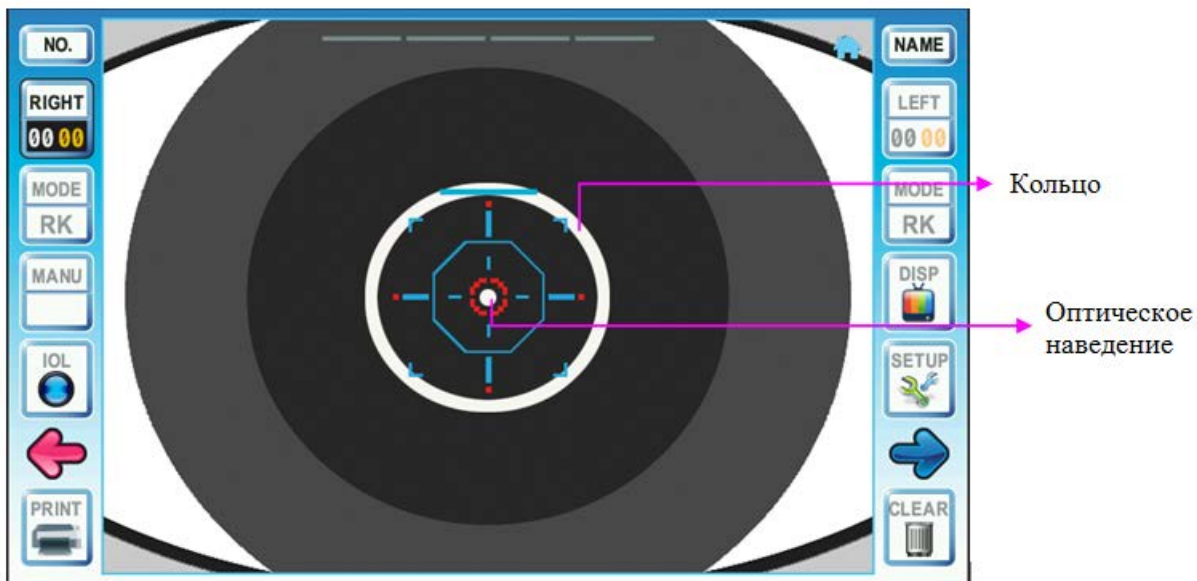 NO.
RIGHT
00 00
MODE
RK
MANU
IOL
PRINT
NAME
LEFT
00 00
MODE
RK
DISP
SETUP
CLEAR
Кольцо
Оптическое
наведение